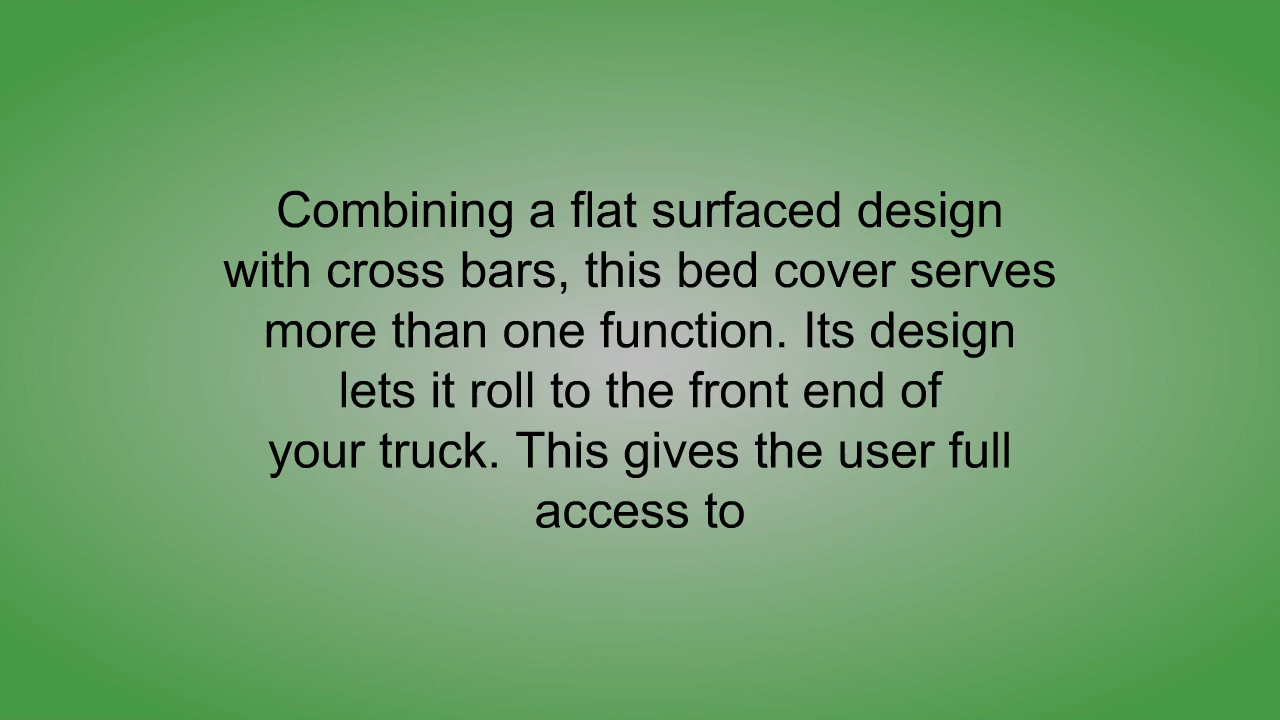 Combining a flat surfaced design
with cross bars, this bed cover serves
more than one function. Its design
lets it roll to the front end of
your truck. This gives the user full
access to